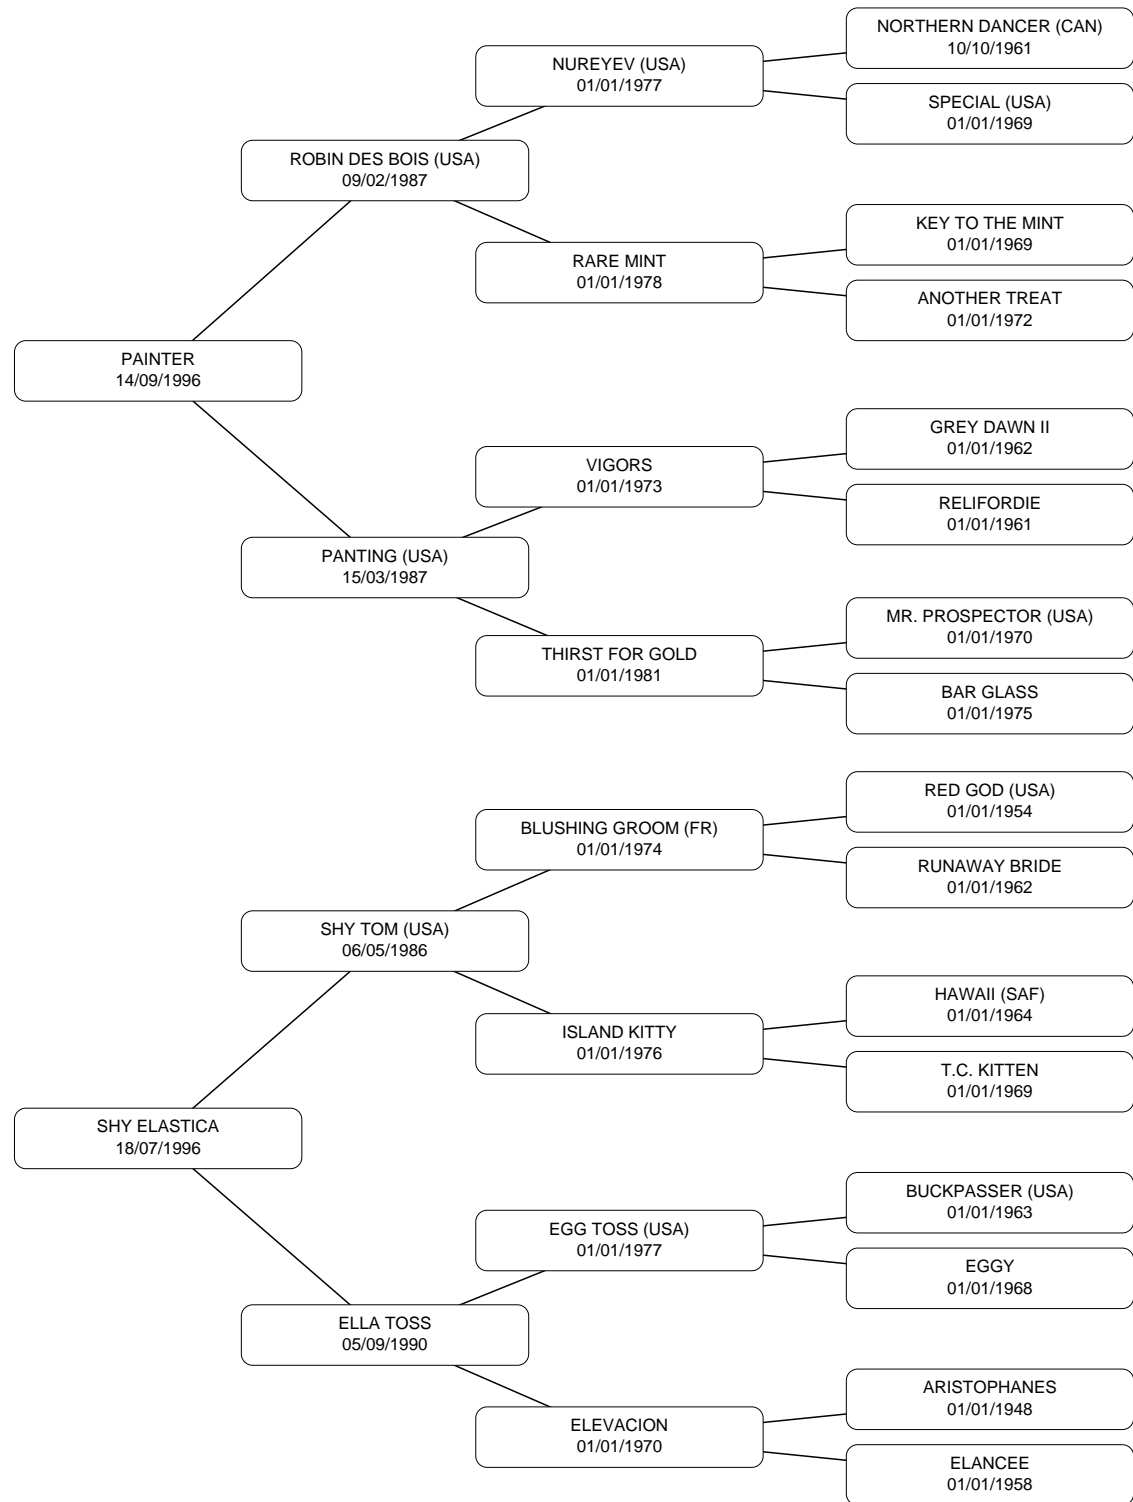 NORTHERN DANCER (CAN)
10/10/1961
NUREYEV (USA)
01/01/1977
SPECIAL (USA)
01/01/1969
ROBIN DES BOIS (USA)
09/02/1987
KEY TO THE MINT
01/01/1969
RARE MINT
01/01/1978
ANOTHER TREAT
01/01/1972
PAINTER
14/09/1996
GREY DAWN II
01/01/1962
VIGORS
01/01/1973
RELIFORDIE
01/01/1961
PANTING (USA)
15/03/1987
MR. PROSPECTOR (USA)
01/01/1970
THIRST FOR GOLD
01/01/1981
BAR GLASS
01/01/1975
RED GOD (USA)
01/01/1954
BLUSHING GROOM (FR)
01/01/1974
RUNAWAY BRIDE
01/01/1962
SHY TOM (USA)
06/05/1986
HAWAII (SAF)
01/01/1964
ISLAND KITTY
01/01/1976
T.C. KITTEN
01/01/1969
SHY ELASTICA
18/07/1996
BUCKPASSER (USA)
01/01/1963
EGG TOSS (USA)
01/01/1977
EGGY
01/01/1968
ELLA TOSS
05/09/1990
ARISTOPHANES
01/01/1948
ELEVACION
01/01/1970
ELANCEE
01/01/1958